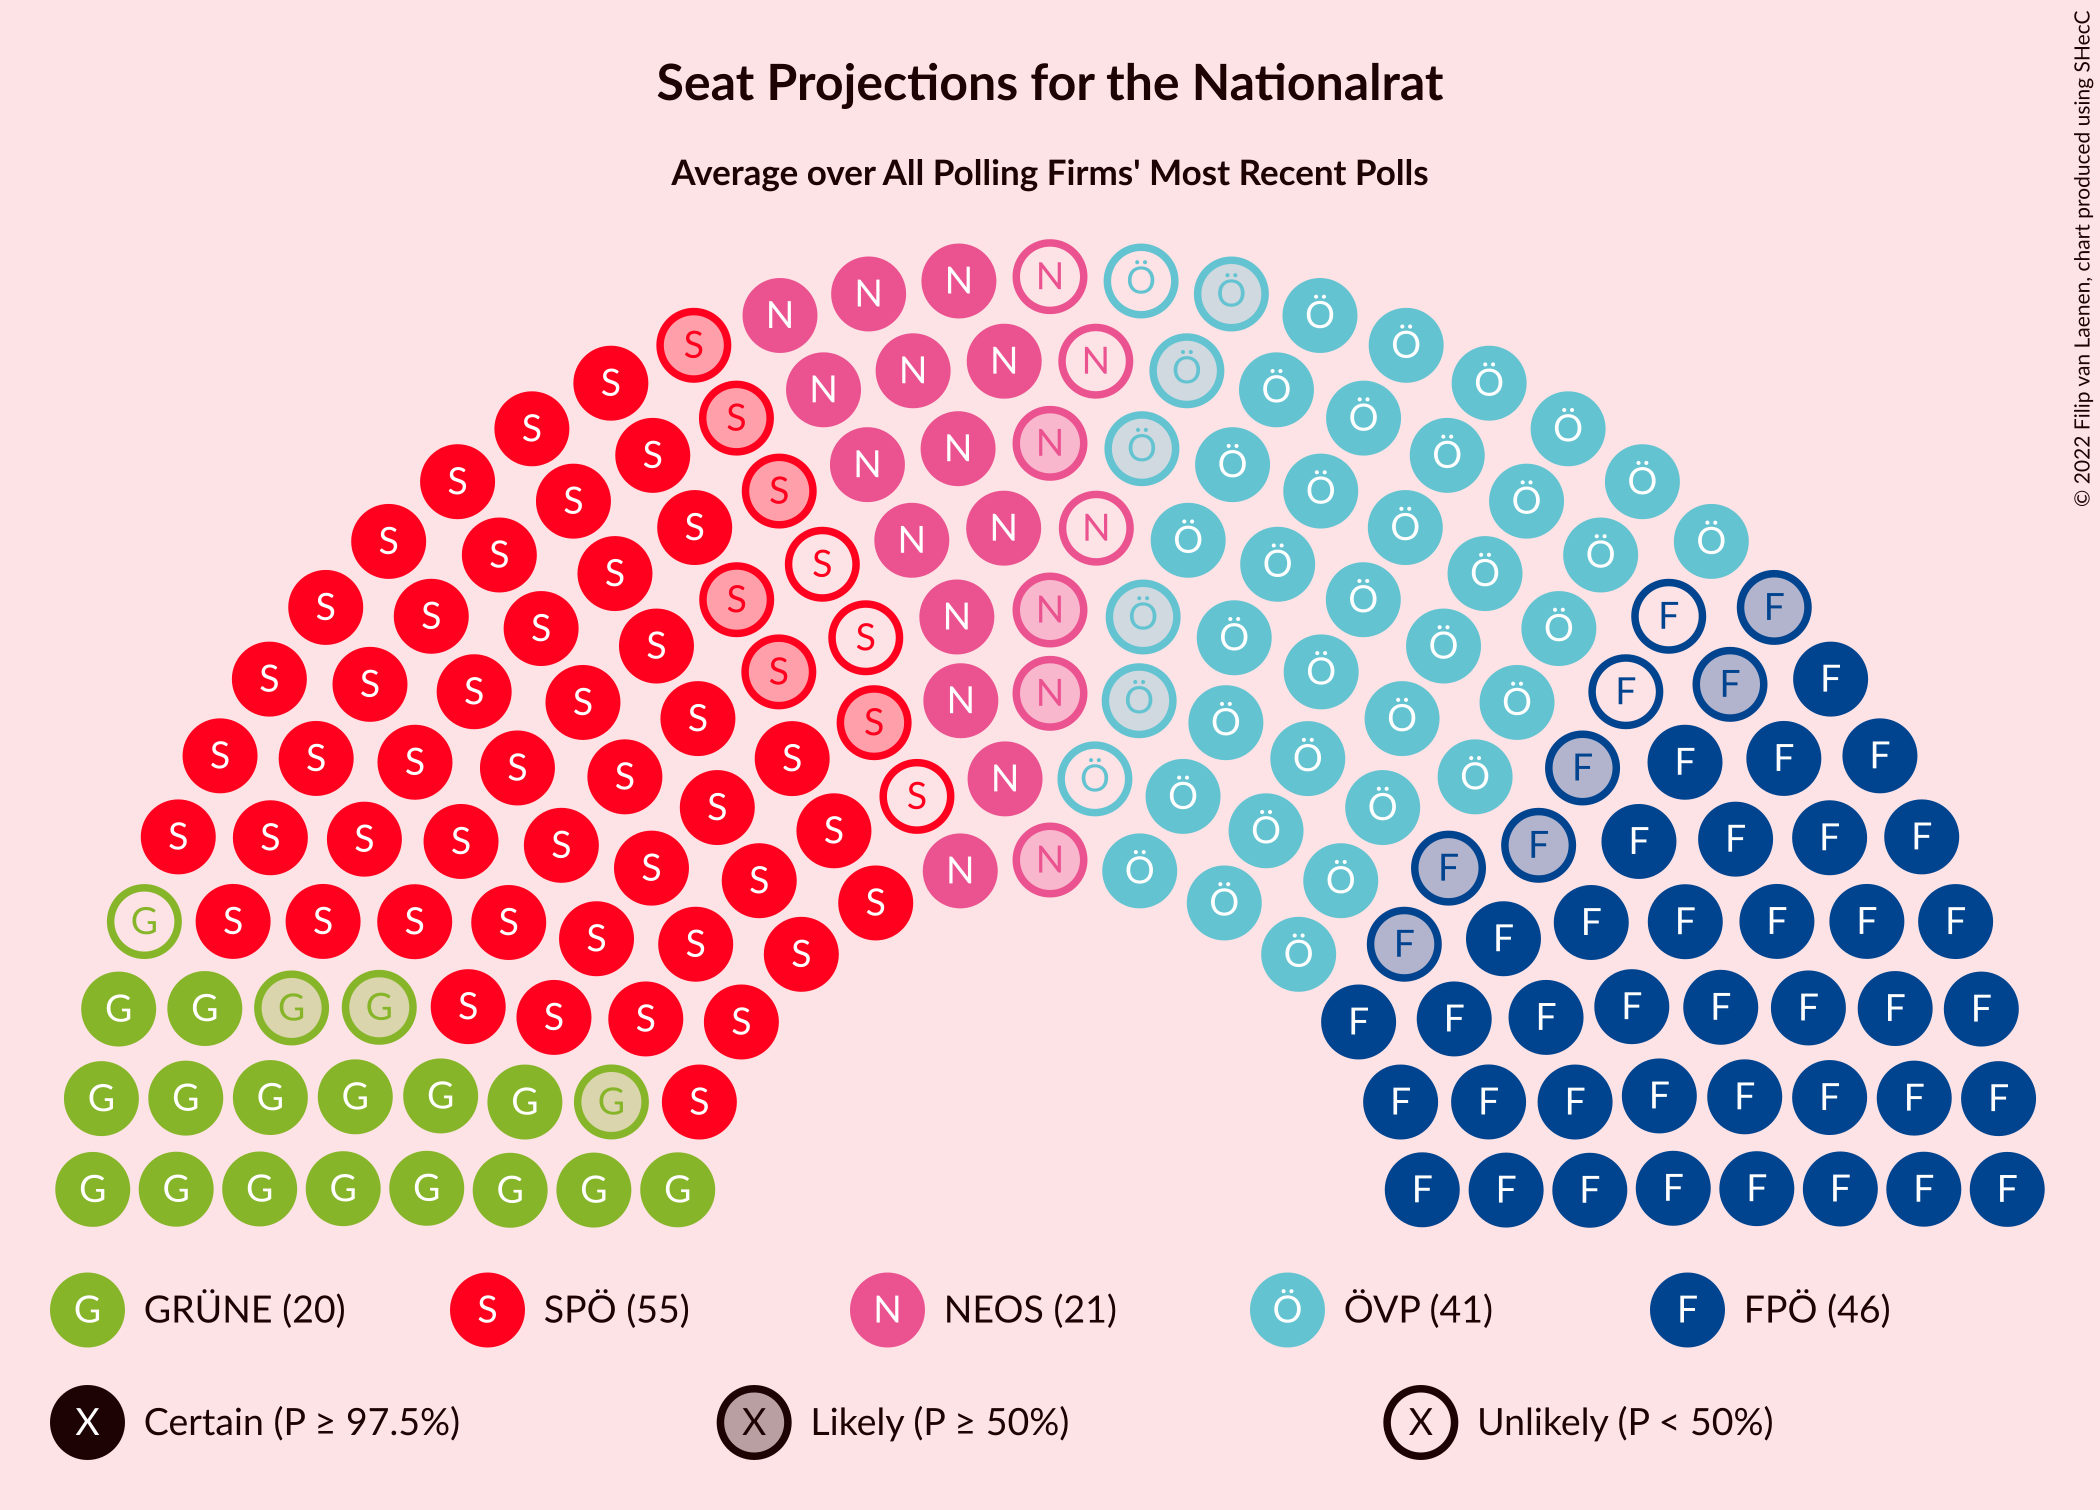 Seat Projections for the Nationalrat
Average over All Polling Firms' Most Recent Polls
© 2022 Filip van Laenen, chart produced using SHecC
N N N N Ö Ö
S N Ö Ö
N N N Ö
S N Ö Ö Ö
S S Ö Ö
S N N N Ö Ö Ö Ö
S S S Ö Ö Ö
S S S N N N Ö Ö Ö Ö
S S S S Ö Ö Ö Ö
S S S S N N Ö Ö Ö F F
S S S S Ö Ö Ö Ö F
S S S S S S N N Ö Ö Ö Ö Ö F F F
S S S S S S N Ö Ö Ö Ö F F F F
S S S S S S S S Ö Ö Ö F F F F F
S S S S N N Ö Ö Ö F
G S S S S S S S Ö Ö F F F F F F F
G G G G S S S S F F F F F F F F
G G G G G G G S F F F F F F F F
G G G G G G G G F F F F F F F F
G GRÜNE (20) S SPÖ (55) N NEOS (21) Ö ÖVP (41) F FPÖ (46)
X Certain (P ≥ 97.5%) X Likely (P ≥ 50%) X Unlikely (P < 50%)